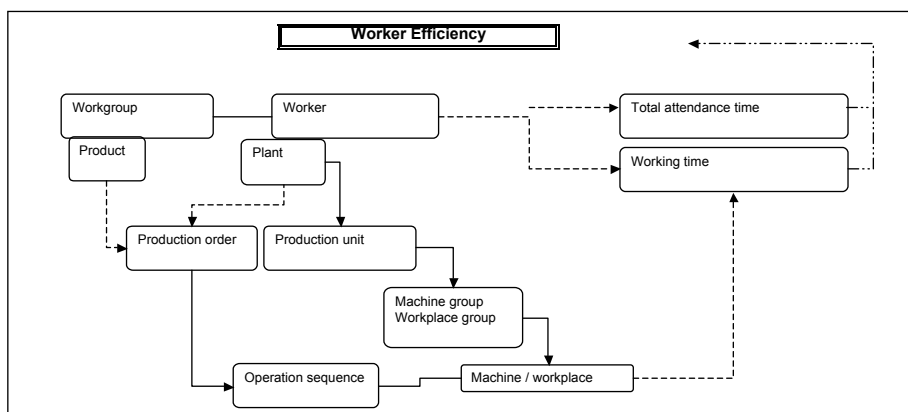 Worker Efficiency
Workgroup
Worker
Total attendance time
Product
Plant
Working time
Production order
Production unit
Machine group
Workplace group
Operation sequence
Machine / workplace